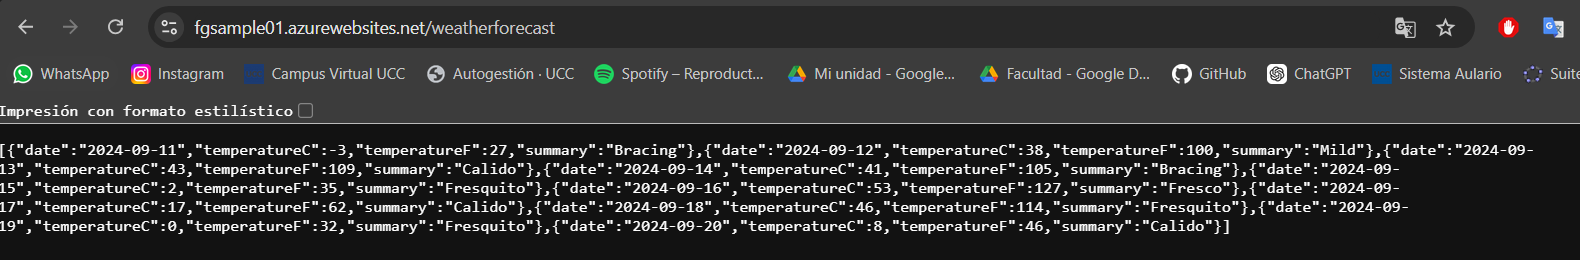 fgsample01.azurewebsites.net/weatherforecast
WhatsApp Instagram Campus Virtual UCC Autogestión · UCC Spotify – Reproduct... Mi unidad - Google... Facultad - Google D... GitHub ChatGPT Sistema Aulario Suite
Impresión con formato estilístico
[{"date":"2024-09-11","temperatureC":-3,"temperatureF":27,"summary":"Bracing"},{"date":"2024-09-12","temperatureC":38,"temperatureF":100,"summary":"Mild"},{"date":"2024-09-
13","temperatureC":43,"temperatureF":109,"summary":"Calido"},{"date":"2024-09-14","temperatureC":41,"temperatureF":105,"summary":"Bracing"},{"date":"2024-09-
15","temperatureC":2,"temperatureF":35,"summary":"Fresquito"},{"date":"2024-09-16","temperatureC":53,"temperatureF":127,"summary":"Fresco"},{"date":"2024-09-
17","temperatureC":17,"temperatureF":62,"summary":"Calido"},{"date":"2024-09-18","temperatureC":46,"temperatureF":114,"summary":"Fresquito"},{"date":"2024-09-
19","temperatureC":0,"temperatureF":32,"summary":"Fresquito"},{"date":"2024-09-20","temperatureC":8,"temperatureF":46,"summary":"Calido"}]